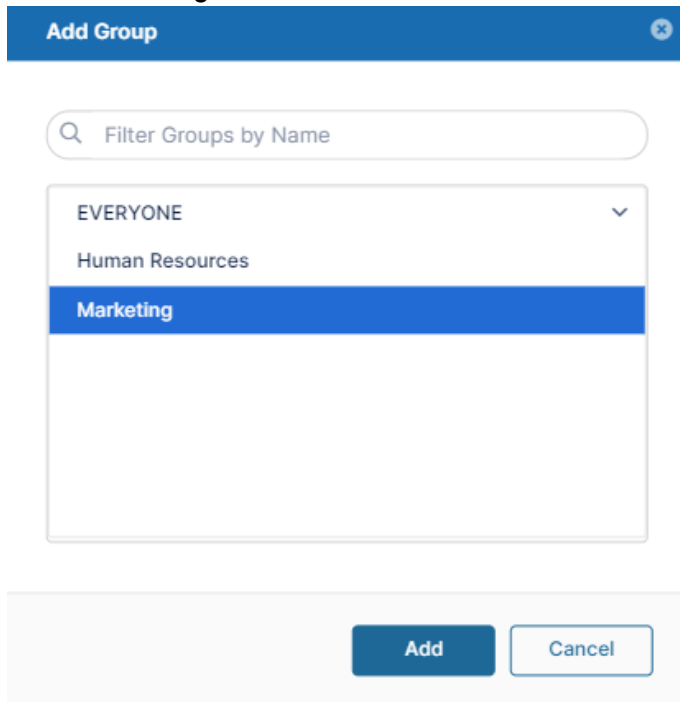 Add Group
Filter Groups by Name
EVERYONE
Human Resources
Marketing
Add Cancel